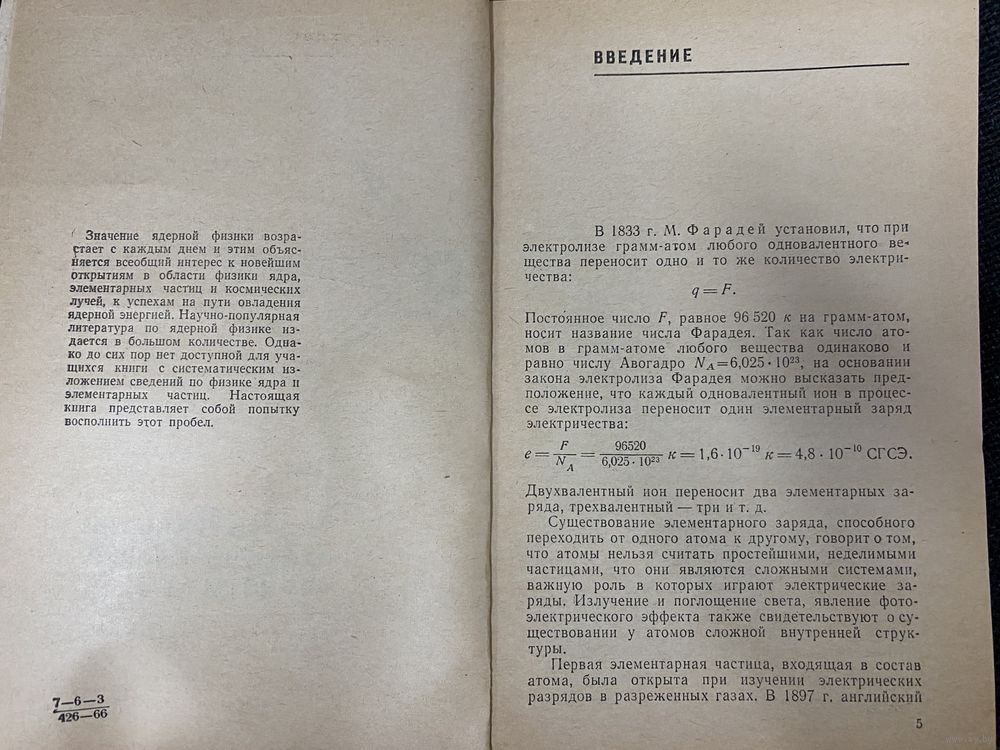 Значение ядерной физики возра-
стает с каждым днем и этим объяс-
няется всеобщий интерес к новейшим
открытиям в области физики ядра,
элементарных частиц и космических
лучей, к успехам на пути овладения
ядерной энергией. Научно-популярная
литература по ядерной физике из-
дается в большом количестве. Одна-
ко до сих пор нет доступной для уча-
щихся книги с систематическим из-
ложением сведений по физике ядра и
элементарных частиц. Настоящая
книга представляет собой попытку
восполнить этот пробел.
7—6—3
426—66
ВВЕДЕНИЕ
В 1833 г. М. Фарадей установил, что при
электролизе грамм-атом любого одновалентного ве-
щества переносит одно и то же количество электри-
чества:
q = F.
Постоянное число F, равное 96 520 к на грамм-атом,
носит название числа Фарадея. Так как число ато-
мов в грамм-атоме любого вещества одинаково и
равно числу Авогадро N_A = 6,025 · 10²³, на основании
закона электролиза Фарадея можно высказать пред-
положение, что каждый одновалентный ион в процес-
се электролиза переносит один элементарный заряд
электричества:
e = F/N_A = 96520/6,025 · 10²³ к = 1,6 · 10⁻¹⁹ к = 4,8 · 10⁻¹⁰ СГСЭ.
Двухвалентный ион переносит два элементарных за-
ряда, трехвалентный — три и т. д.
Существование элементарного заряда, способного
переходить от одного атома к другому, говорит о том,
что атомы нельзя считать простейшими, неделимыми
частицами, что они являются сложными системами,
важную роль в которых играют электрические за-
ряды. Излучение и поглощение света, явление фото-
электрического эффекта также свидетельствуют о су-
ществовании у атомов сложной внутренней струк-
туры.
Первая элементарная частица, входящая в состав
атома, была открыта при изучении электрических
разрядов в разреженных газах. В 1897 г. английский
5